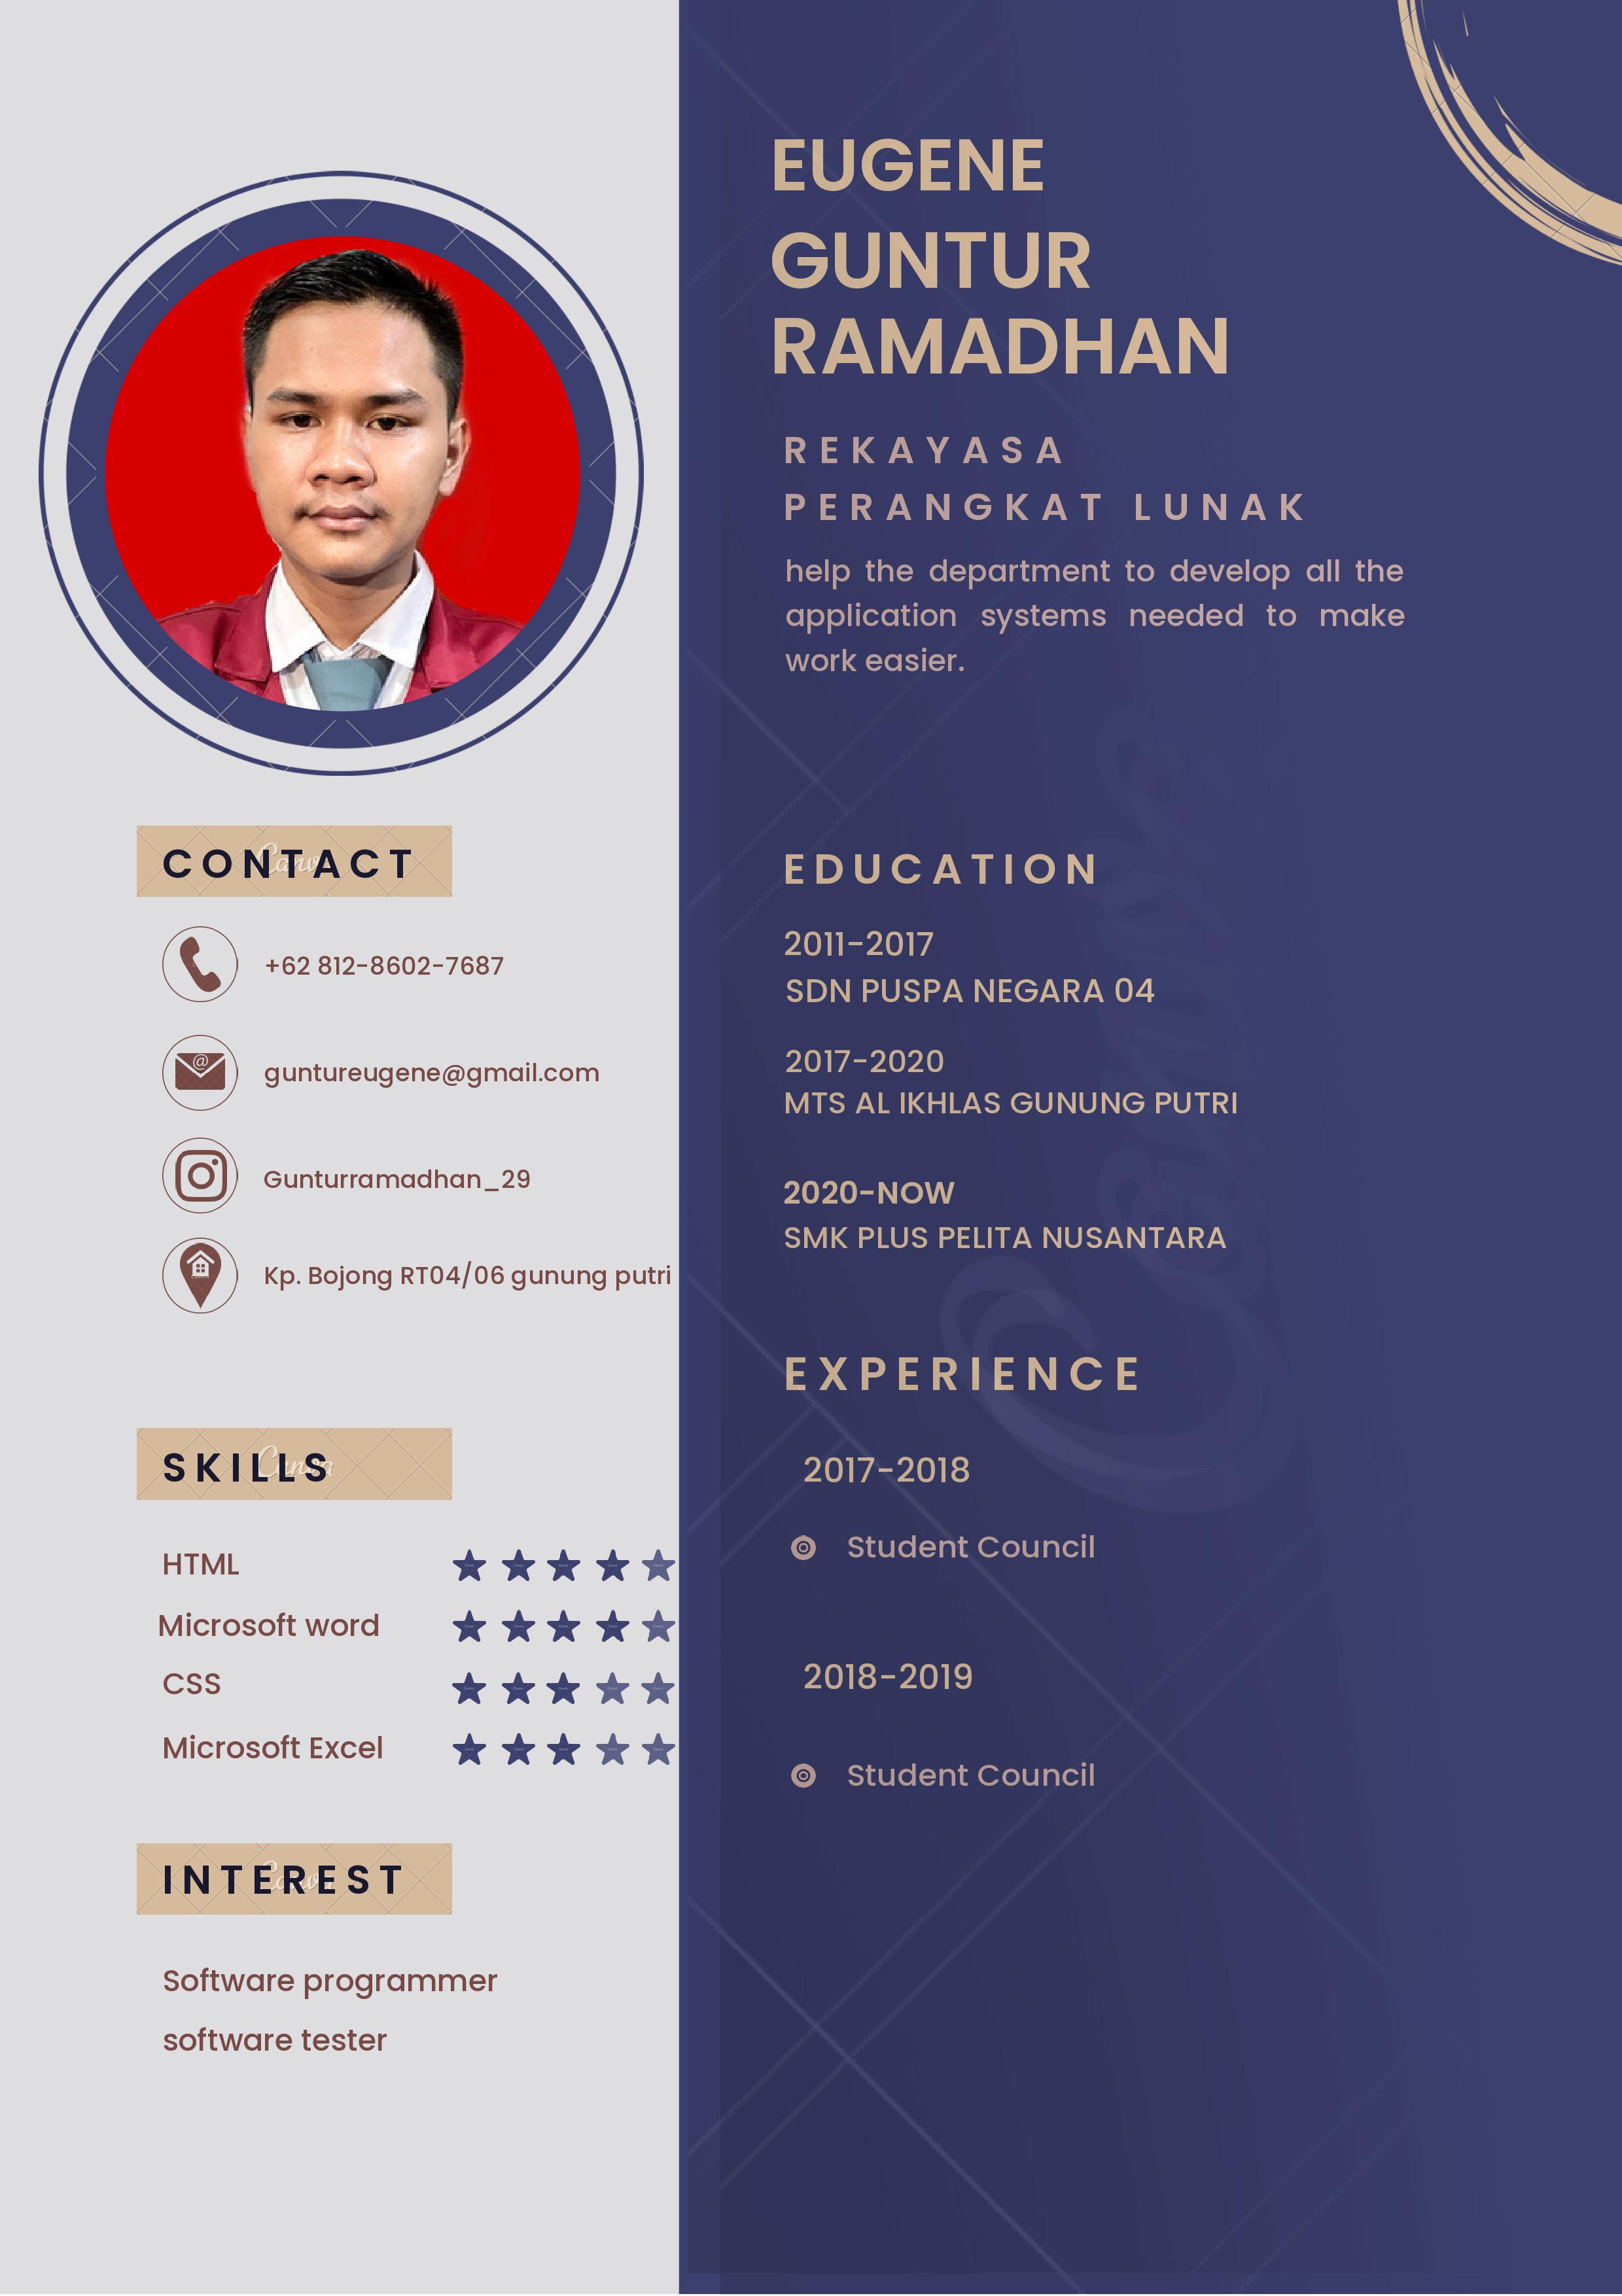 EUGENE
GUNTUR
RAMADHAN
REKAYASA
PERANGKAT LUNAK
help the department to develop all the
application systems needed to make
work easier.
CONTACT
+62 812-8602-7687
guntureugene@gmail.com
Gunturramadhan_29
Kp. Bojong RT04/06 gunung putri
SKILLS
HTML
Microsoft word
CSS
Microsoft Excel
INTEREST
Software programmer
software tester
EDUCATION
2011-2017
SDN PUSPA NEGARA 04
2017-2020
MTS AL IKHLAS GUNUNG PUTRI
2020-NOW
SMK PLUS PELITA NUSANTARA
EXPERIENCE
2017-2018
Student Council
2018-2019
Student Council
Canva